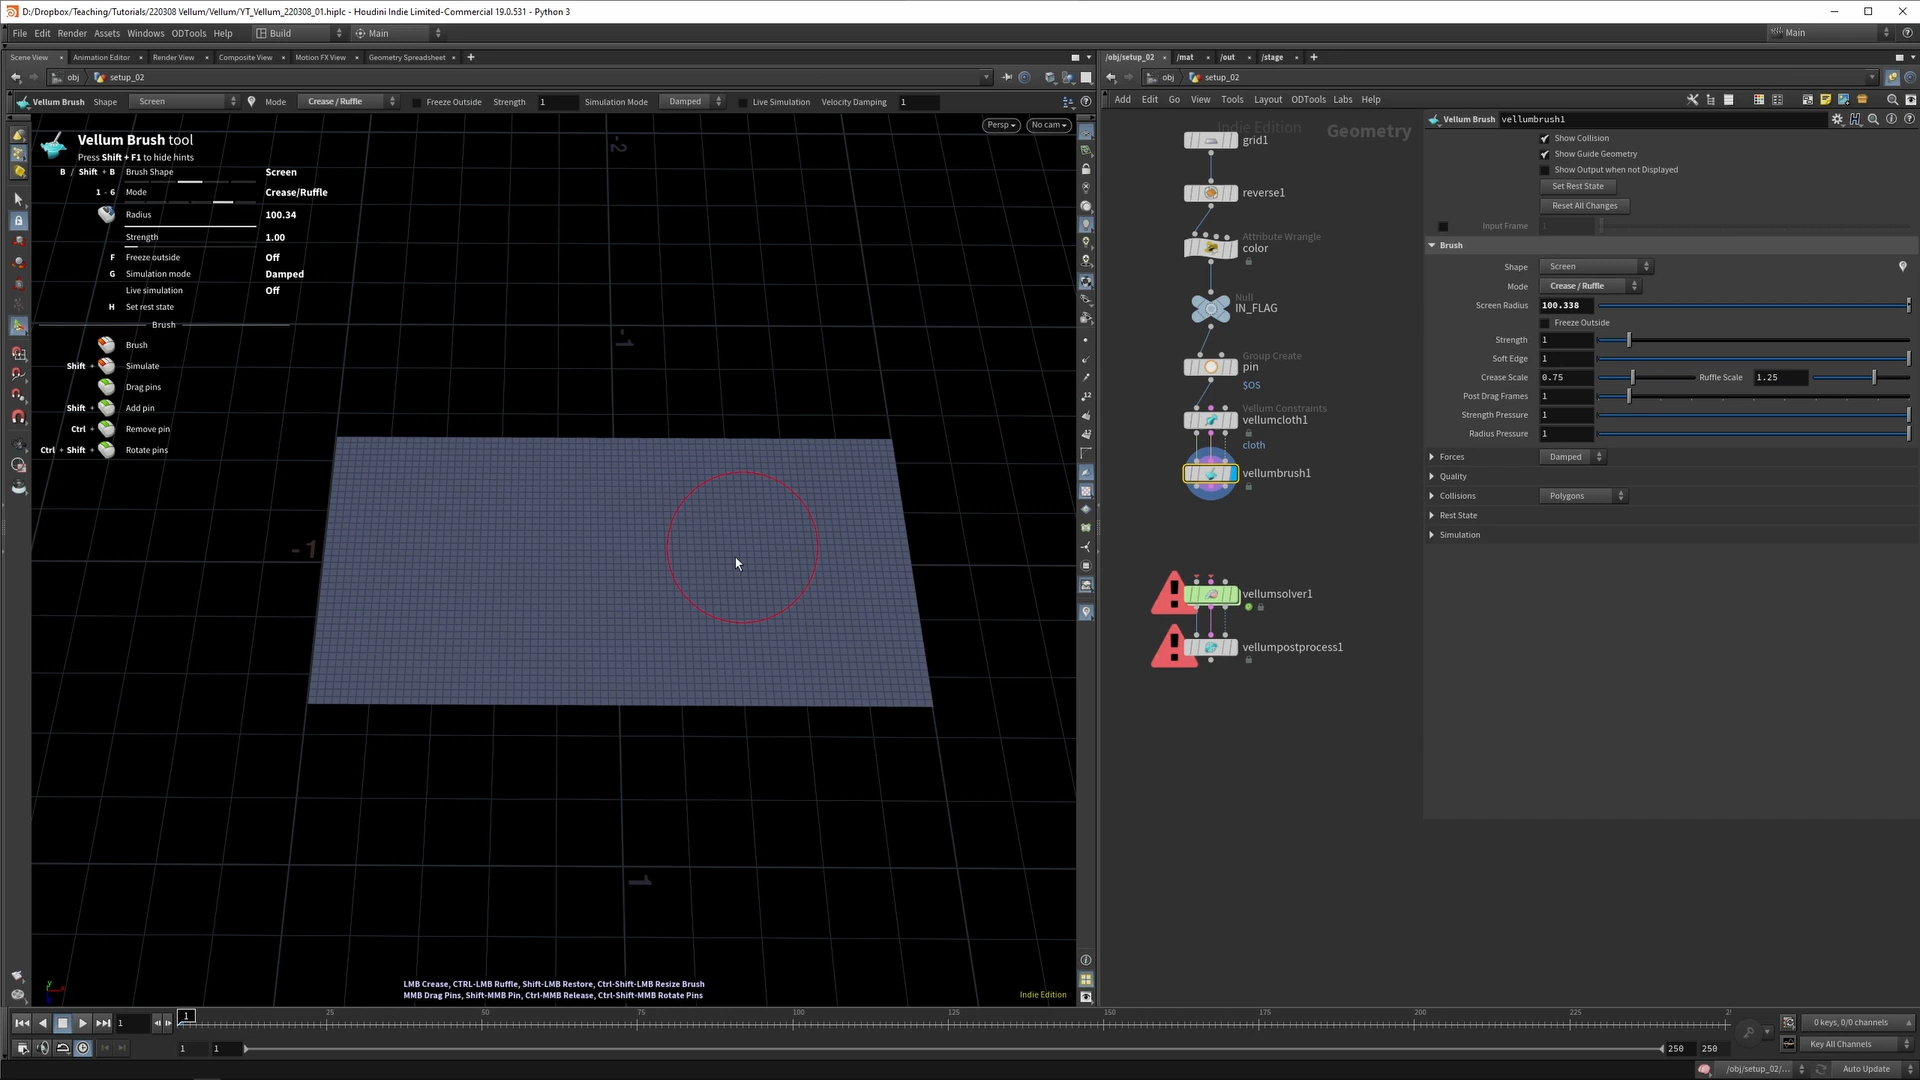 D:/Dropbox/Teaching/Tutorials/220308 Vellum/Vellum/YT_Vellum_220308_01.hiplc - Houdini Indie Limited-Commercial 19.0.531 - Python 3
File Edit Render Assets Windows ODTools Help Build Main Main
Scene View Animation Editor Render View Composite View Motion FX View Geometry Spreadsheet
obj setup_02
Vellum Brush Shape Screen Mode Crease / Ruffle Freeze Outside Strength 1 Simulation Mode Damped Live Simulation Velocity Damping 1
Persp No cam
Vellum Brush tool
Press Shift + F1 to hide hints
B / Shift + B Brush Shape Screen
1 - 6 Mode Crease/Ruffle
Radius 100.34
Strength 1.00
F Freeze outside Off
G Simulation mode Damped
Live simulation Off
H Set rest state
Brush
Brush
Shift + Simulate
Drag pins
Shift + Add pin
Ctrl + Remove pin
Ctrl + Shift + Rotate pins
-2
-1
-1
1
LMB Crease, CTRL-LMB Ruffle, Shift-LMB Restore, Ctrl-Shift-LMB Resize Brush
MMB Drag Pins, Shift-MMB Pin, Ctrl-MMB Release, Ctrl-Shift-MMB Rotate Pins
Indie Edition
/obj/setup_02 /mat /out /stage
obj setup_02
Add Edit Go View Tools Layout ODTools Labs Help
Indie Edition
Geometry
grid1
reverse1
Attribute Wrangle
color
Null
IN_FLAG
Group Create
pin
$OS
Vellum Constraints
vellumcloth1
cloth
vellumbrush1
vellumsolver1
vellumpostprocess1
Vellum Brush vellumbrush1
Show Collision
Show Guide Geometry
Show Output when not Displayed
Set Rest State
Reset All Changes
Input Frame 1
Brush
Shape Screen
Mode Crease / Ruffle
Screen Radius 100.338
Freeze Outside
Strength 1
Soft Edge 1
Crease Scale 0.75 Ruffle Scale 1.25
Post Drag Frames 1
Strength Pressure 1
Radius Pressure 1
Forces Damped
Quality
Collisions Polygons
Rest State
Simulation
1 1 25 50 75 100 125 150 175 200 225
0 keys, 0/0 channels
1 1 250 250
Key All Channels
/obj/setup_02/... Auto Update